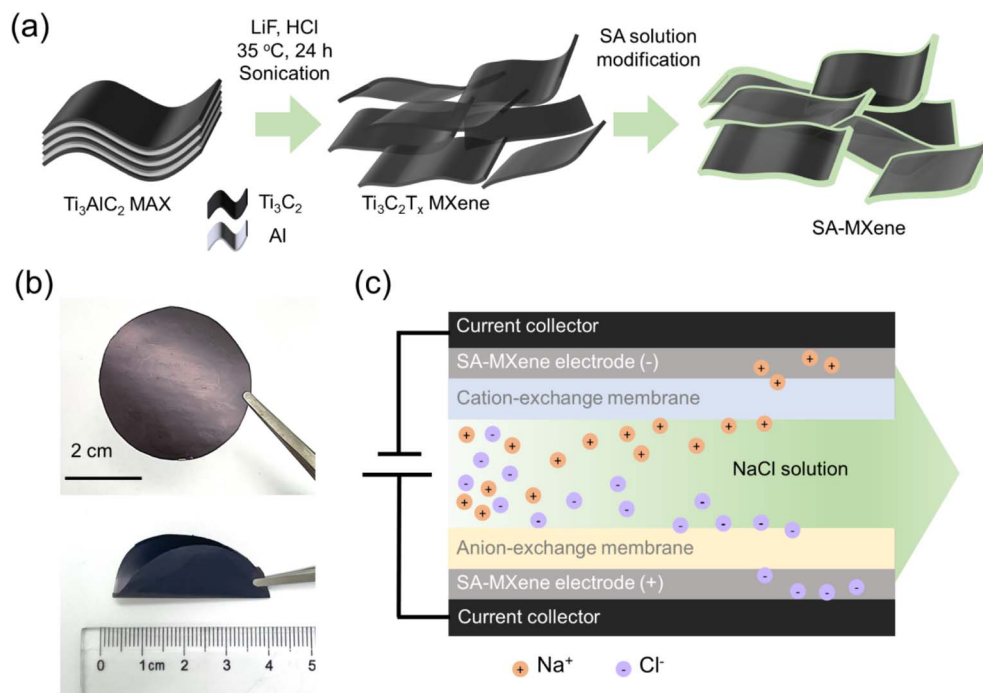 (a)
LiF, HCl
35 °C, 24 h
Sonication
SA solution
modification
Ti₃AlC₂ MAX
Ti₃C₂
Al
Ti₃C₂Tₓ MXene
SA-MXene
(b)
2 cm
0 1cm 2 3 4 5
(c)
Current collector
SA-MXene electrode (-)
Cation-exchange membrane
NaCl solution
Anion-exchange membrane
SA-MXene electrode (+)
Current collector
+ Na⁺
- Cl⁻